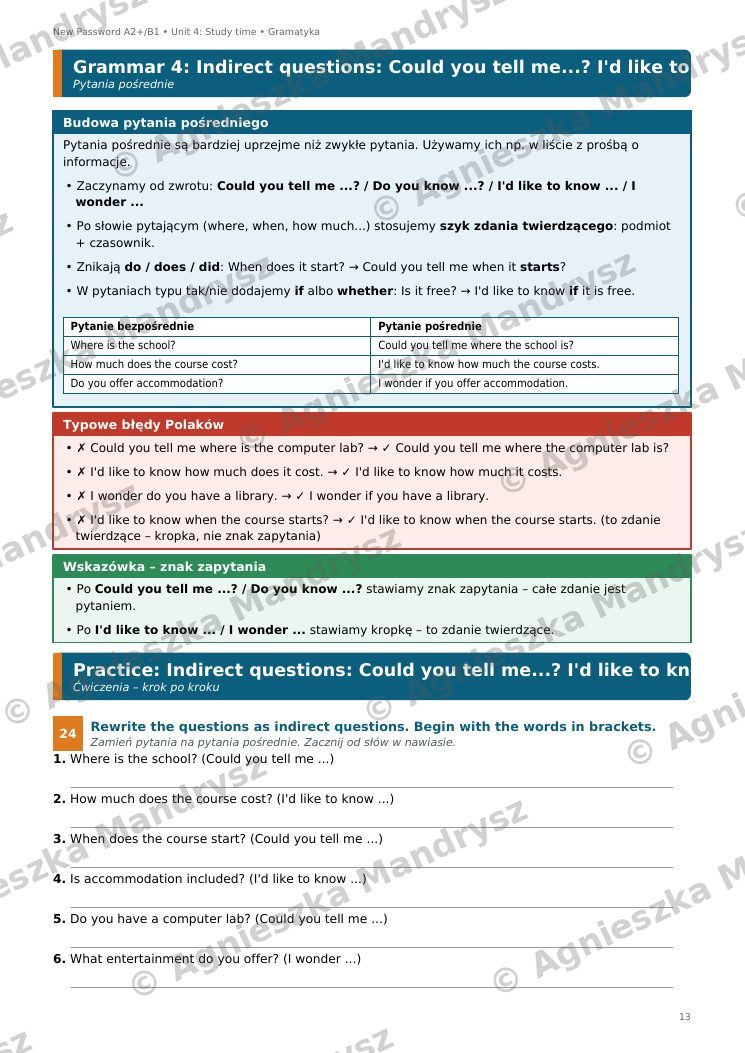 New Password A2+/B1 • Unit 4: Study time • Gramatyka
Grammar 4: Indirect questions: Could you tell me...? I'd like to
Pytania pośrednie
Budowa pytania pośredniego
Pytania pośrednie są bardziej uprzejme niż zwykłe pytania. Używamy ich np. w liście z prośbą o
informacje.
• Zaczynamy od zwrotu: Could you tell me ...? / Do you know ...? / I'd like to know ... / I
wonder ...
• Po słowie pytającym (where, when, how much...) stosujemy szyk zdania twierdzącego: podmiot
+ czasownik.
• Znikają do / does / did: When does it start? → Could you tell me when it starts?
• W pytaniach typu tak/nie dodajemy if albo whether: Is it free? → I'd like to know if it is free.
Pytanie bezpośrednie Pytanie pośrednie
Where is the school? Could you tell me where the school is?
How much does the course cost? I'd like to know how much the course costs.
Do you offer accommodation? I wonder if you offer accommodation.
Typowe błędy Polaków
• ✗ Could you tell me where is the computer lab? → ✓ Could you tell me where the computer lab is?
• ✗ I'd like to know how much does it cost. → ✓ I'd like to know how much it costs.
• ✗ I wonder do you have a library. → ✓ I wonder if you have a library.
• ✗ I'd like to know when the course starts? → ✓ I'd like to know when the course starts. (to zdanie
twierdzące – kropka, nie znak zapytania)
Wskazówka – znak zapytania
• Po Could you tell me ...? / Do you know ...? stawiamy znak zapytania – całe zdanie jest
pytaniem.
• Po I'd like to know ... / I wonder ... stawiamy kropkę – to zdanie twierdzące.
Practice: Indirect questions: Could you tell me...? I'd like to kn
Ćwiczenia – krok po kroku
24 Rewrite the questions as indirect questions. Begin with the words in brackets.
Zamień pytania na pytania pośrednie. Zacznij od słów w nawiasie.
1. Where is the school? (Could you tell me ...)
2. How much does the course cost? (I'd like to know ...)
3. When does the course start? (Could you tell me ...)
4. Is accommodation included? (I'd like to know ...)
5. Do you have a computer lab? (Could you tell me ...)
6. What entertainment do you offer? (I wonder ...)
13
© Agnieszka Mandrysz